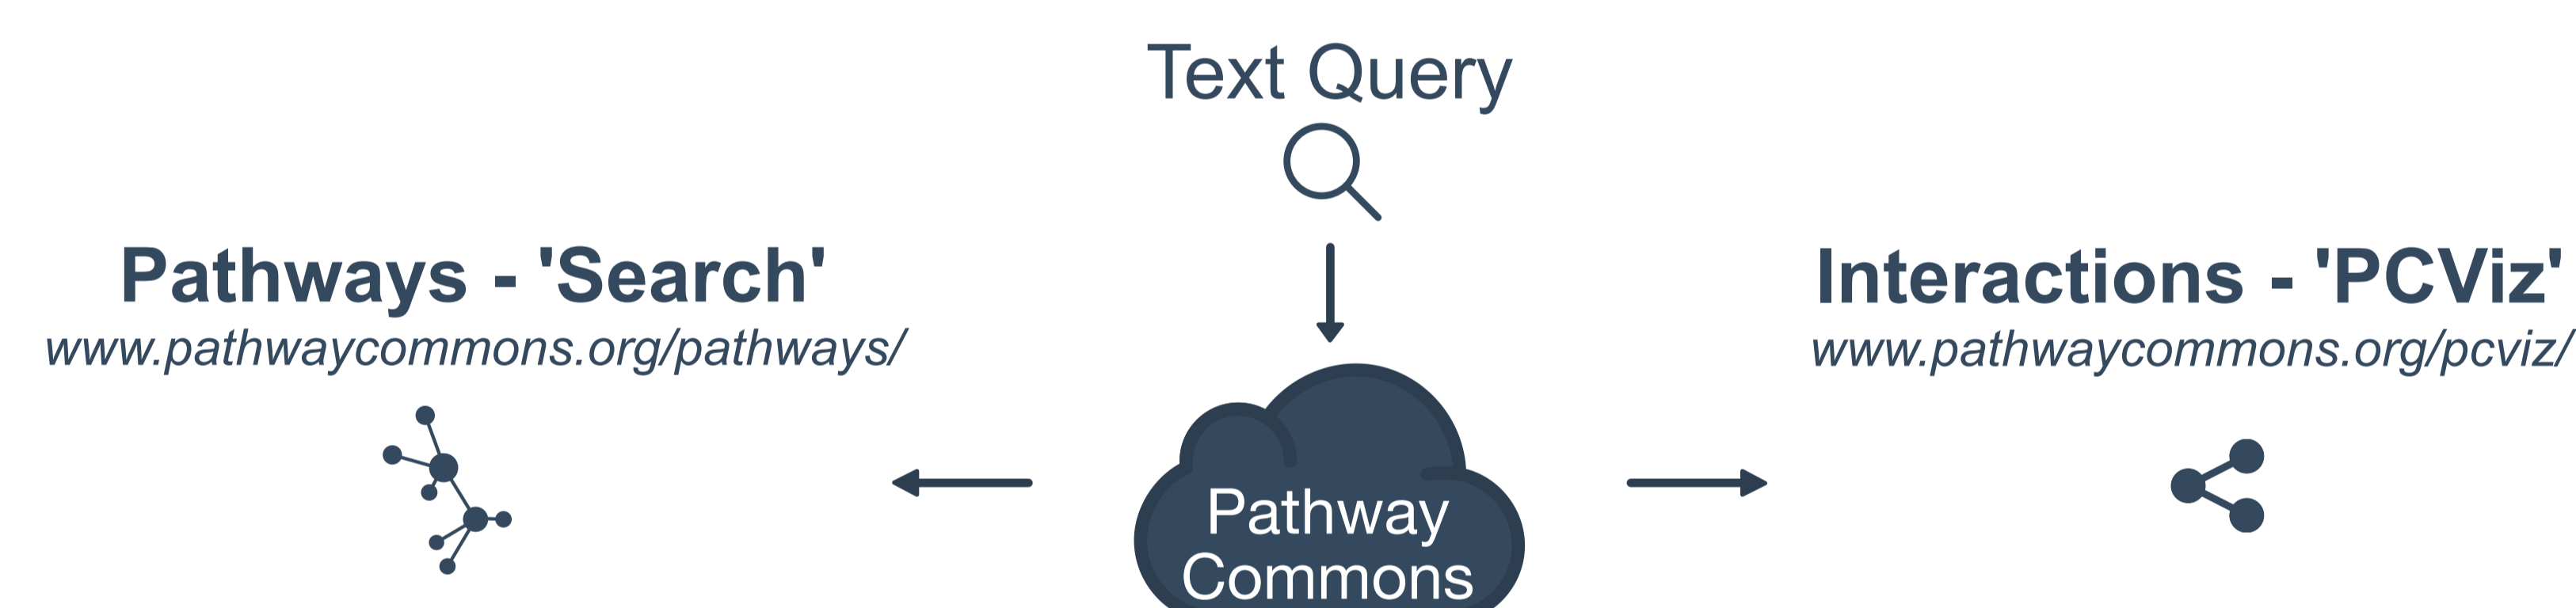 Text Query
Pathways - 'Search'
www.pathwaycommons.org/pathways/
Interactions - 'PCViz'
www.pathwaycommons.org/pcviz/
Pathway
Commons